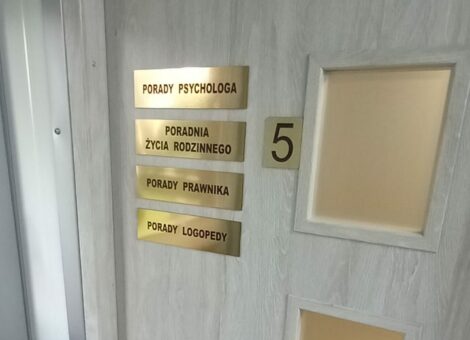 PORADY PSYCHOLOGA
PORADNIA
ŻYCIA RODZINNEGO
PORADY PRAWNIKA
PORADY LOGOPEDY
5